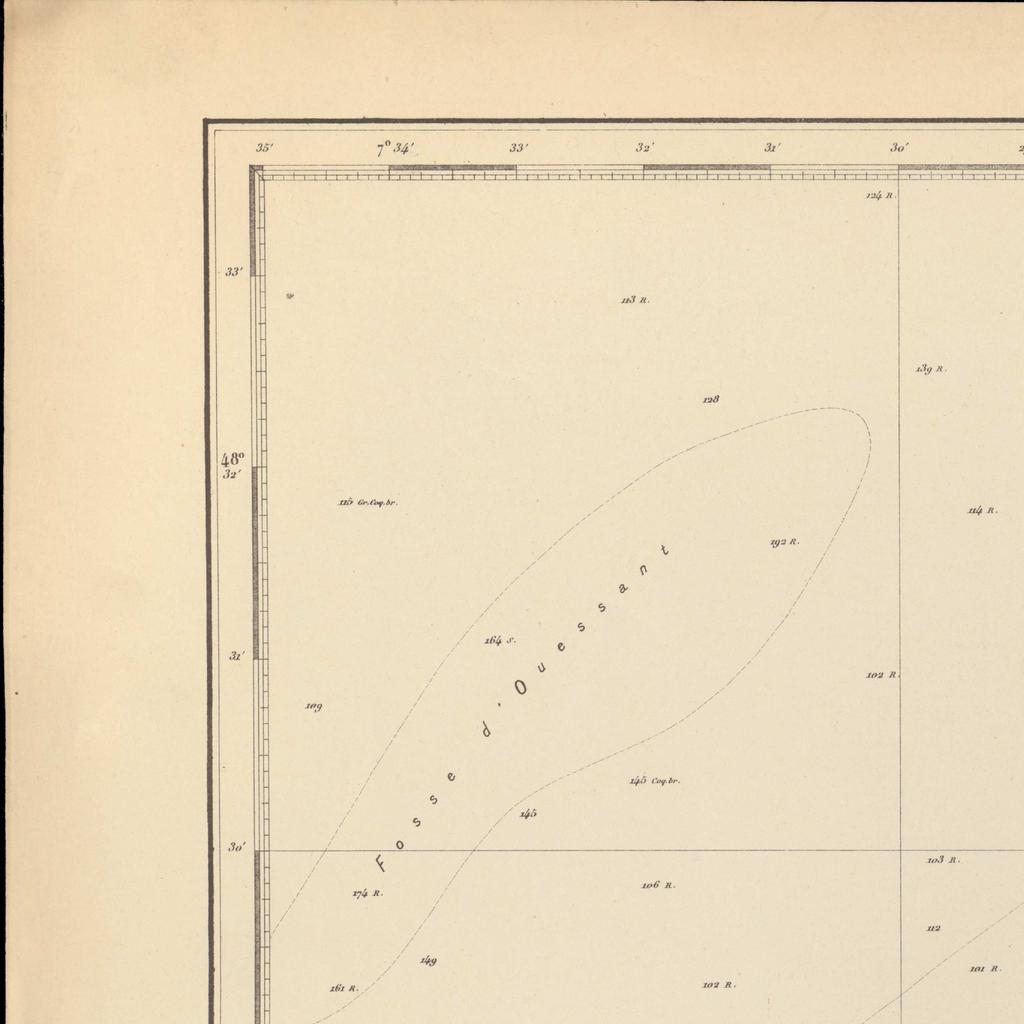 35' 7° 34' 33' 32' 31' 30'
124 R.
33'
113 R.
139 R.
128
48°
32'
115 Gr.Coq.br.
114 R.
192 R.
Fosse d'Ouessant
164 S.
31'
102 R.
109
145 Coq.br.
145
30'
103 R.
106 R.
174 R.
112
149
101 R.
161 R.
102 R.